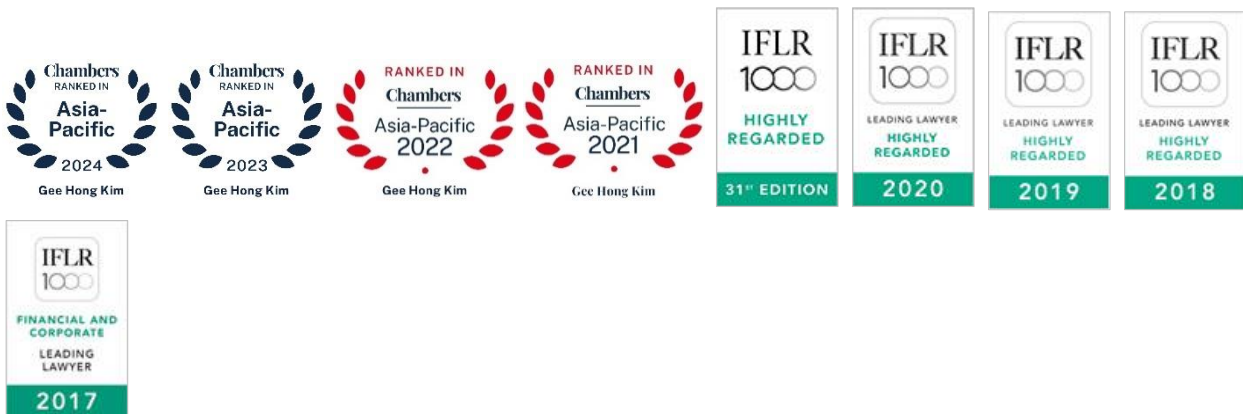 Chambers
RANKED IN
Asia-
Pacific
2024
Gee Hong Kim
Chambers
RANKED IN
Asia-
Pacific
2023
Gee Hong Kim
RANKED IN
Chambers
Asia-Pacific
2022
Gee Hong Kim
RANKED IN
Chambers
Asia-Pacific
2021
Gee Hong Kim
IFLR
1000
HIGHLY
REGARDED
31ST EDITION
IFLR
1000
LEADING LAWYER
HIGHLY
REGARDED
2020
IFLR
1000
LEADING LAWYER
HIGHLY
REGARDED
2019
IFLR
1000
LEADING LAWYER
HIGHLY
REGARDED
2018
IFLR
1000
FINANCIAL AND
CORPORATE
LEADING
LAWYER
2017